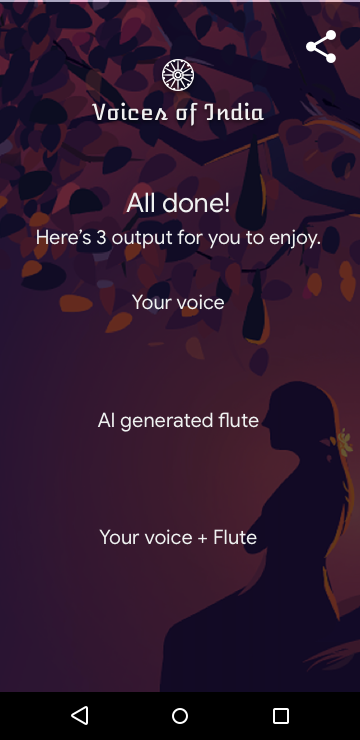 Voices of India
All done!
Here's 3 output for you to enjoy.
Your voice
AI generated flute
Your voice + Flute